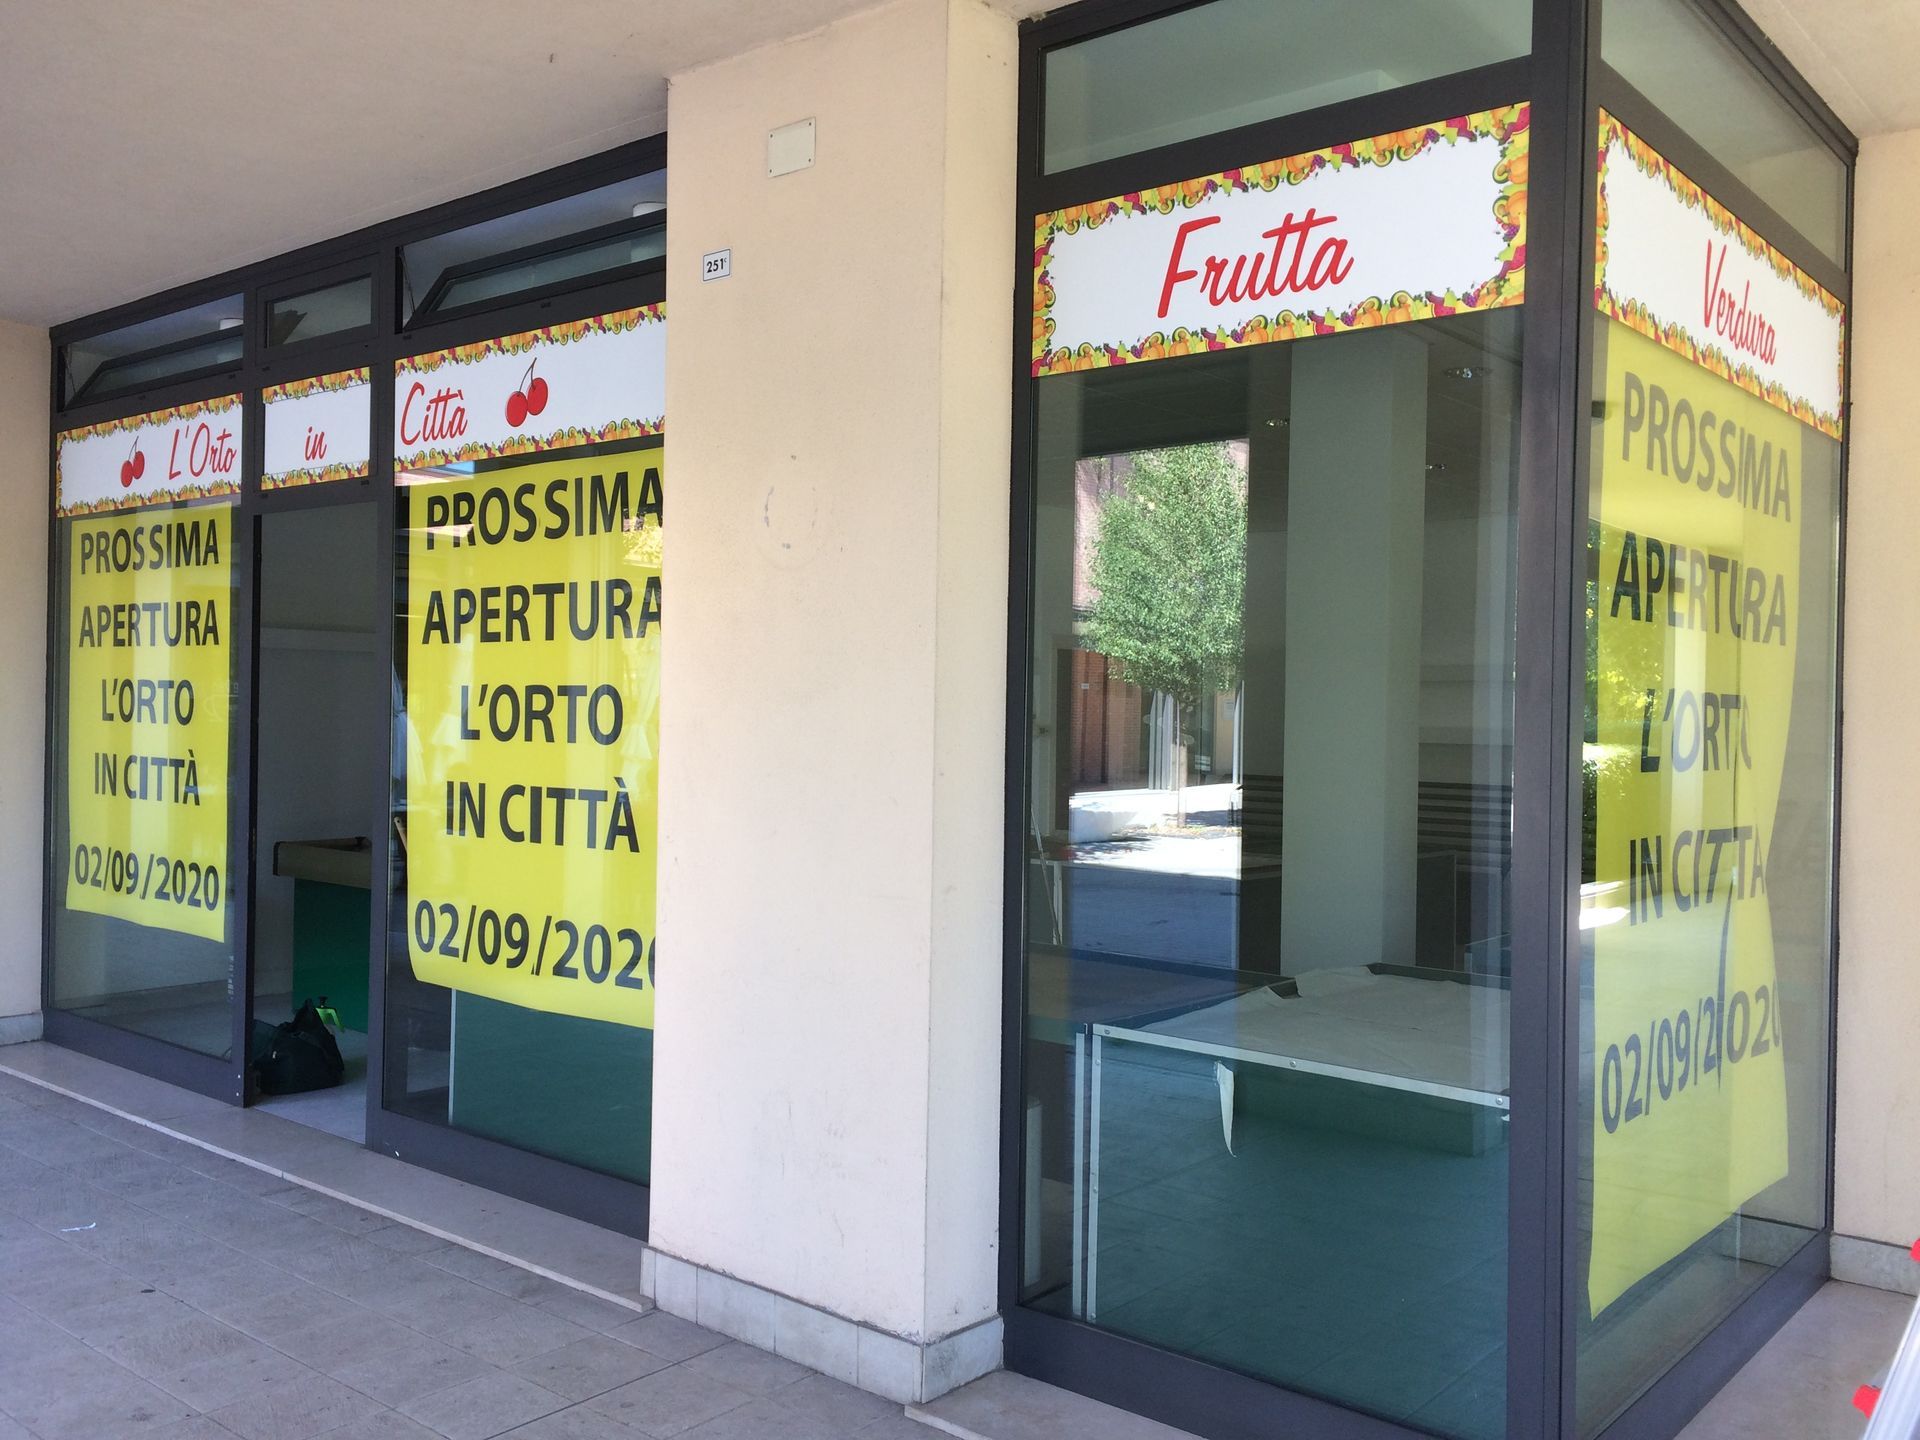 L'Orto in Città
PROSSIMA
APERTURA
L'ORTO
IN CITTÀ
02/09/2020
PROSSIMA
APERTURA
L'ORTO
IN CITTÀ
02/09/2020
251c
Frutta
Verdura
PROSSIMA
APERTURA
L'ORTO
IN CITTÀ
02/09/2020